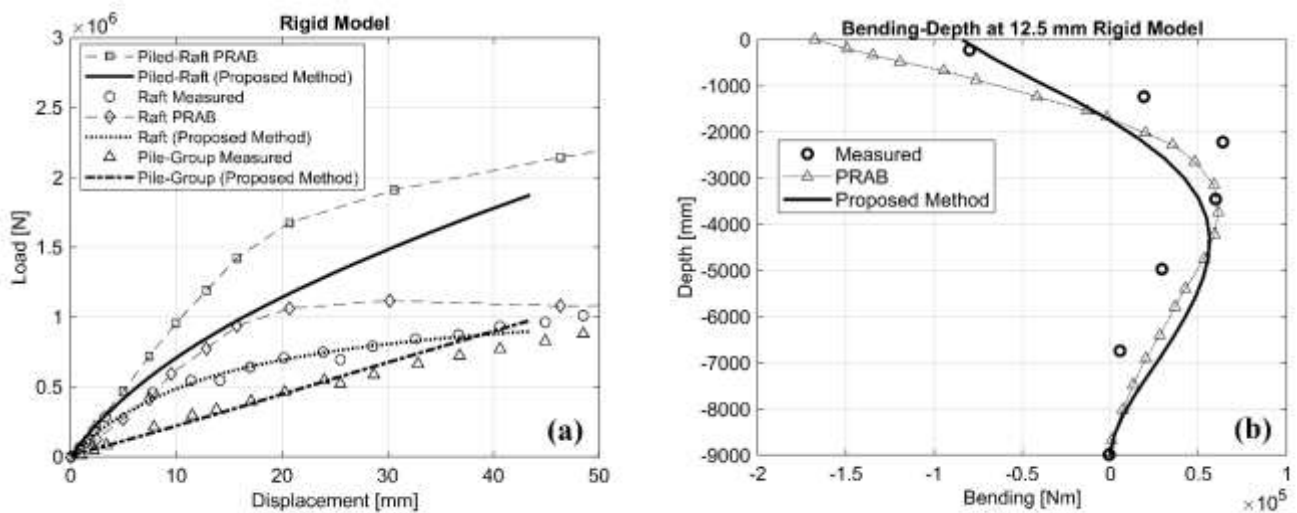 Rigid Model
×10⁶
3
2.5
2
1.5
1
0.5
0
Load [N]
Piled-Raft PRAB
Piled-Raft (Proposed Method)
Raft Measured
Raft PRAB
Raft (Proposed Method)
Pile-Group Measured
Pile-Group (Proposed Method)
(a)
0 10 20 30 40 50
Displacement [mm]
Bending-Depth at 12.5 mm Rigid Model
0
-1000
-2000
-3000
-4000
-5000
-6000
-7000
-8000
-9000
Depth [mm]
Measured
PRAB
Proposed Method
(b)
-2 -1.5 -1 -0.5 0 0.5 1
Bending [Nm]
×10⁵